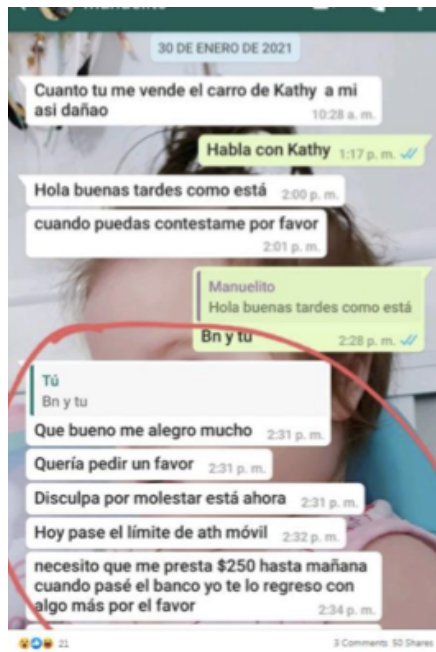 30 DE ENERO DE 2021
Cuanto tu me vende el carro de Kathy a mi
asi dañao
10:28 a. m.
Habla con Kathy 1:17 p. m.
Hola buenas tardes como está 2:00 p. m.
cuando puedas contestame por favor
2:01 p. m.
Manuelito
Hola buenas tardes como está
Bn y tu 2:28 p. m.
Tú
Bn y tu
Que bueno me alegro mucho 2:31 p. m.
Quería pedir un favor 2:31 p. m.
Disculpa por molestar está ahora 2:31 p. m.
Hoy pase el límite de ath móvil 2:32 p. m.
necesito que me presta $250 hasta mañana
cuando pasé el banco yo te lo regreso con
algo más por el favor
2:34 p. m.
21 3 Comments 50 Shares